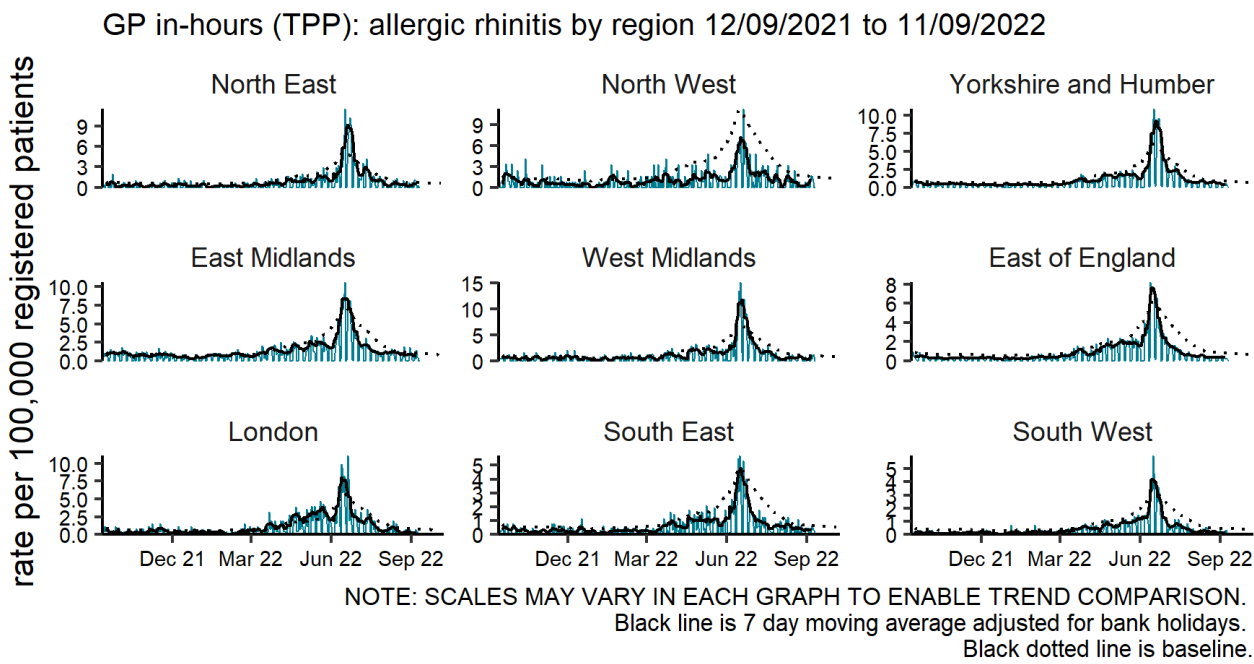 GP in-hours (TPP): allergic rhinitis by region 12/09/2021 to 11/09/2022
rate per 100,000 registered patients
North East
9
6
3
0
North West
9
6
3
0
Yorkshire and Humber
10.0
7.5
5.0
2.5
0.0
East Midlands
10.0
7.5
5.0
2.5
0.0
West Midlands
15
10
5
0
East of England
8
6
4
2
0
London
10.0
7.5
5.0
2.5
0.0
South East
5
4
3
2
1
0
South West
5
4
3
2
1
0
Dec 21 Mar 22 Jun 22 Sep 22
Dec 21 Mar 22 Jun 22 Sep 22
Dec 21 Mar 22 Jun 22 Sep 22
NOTE: SCALES MAY VARY IN EACH GRAPH TO ENABLE TREND COMPARISON.
Black line is 7 day moving average adjusted for bank holidays.
Black dotted line is baseline.